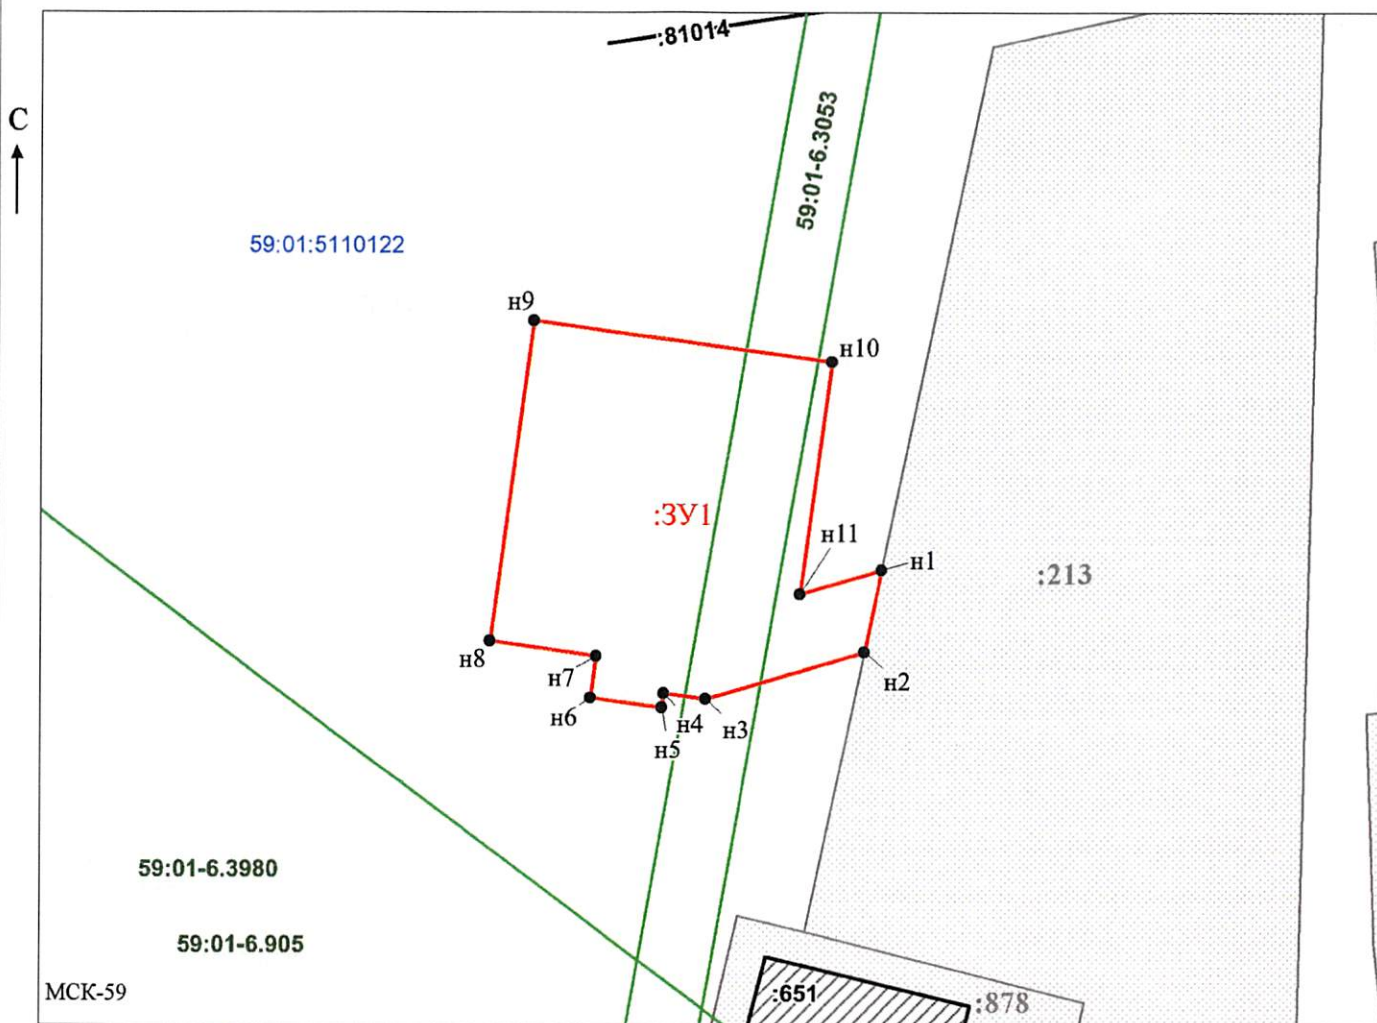 :81014
С
59:01-6.3053
59:01:5110122
н9
н10
:ЗУ1
н11
н1
:213
н8
н7
н2
н6
н4
н3
н5
59:01-6.3980
59:01-6.905
МСК-59
:651
:878